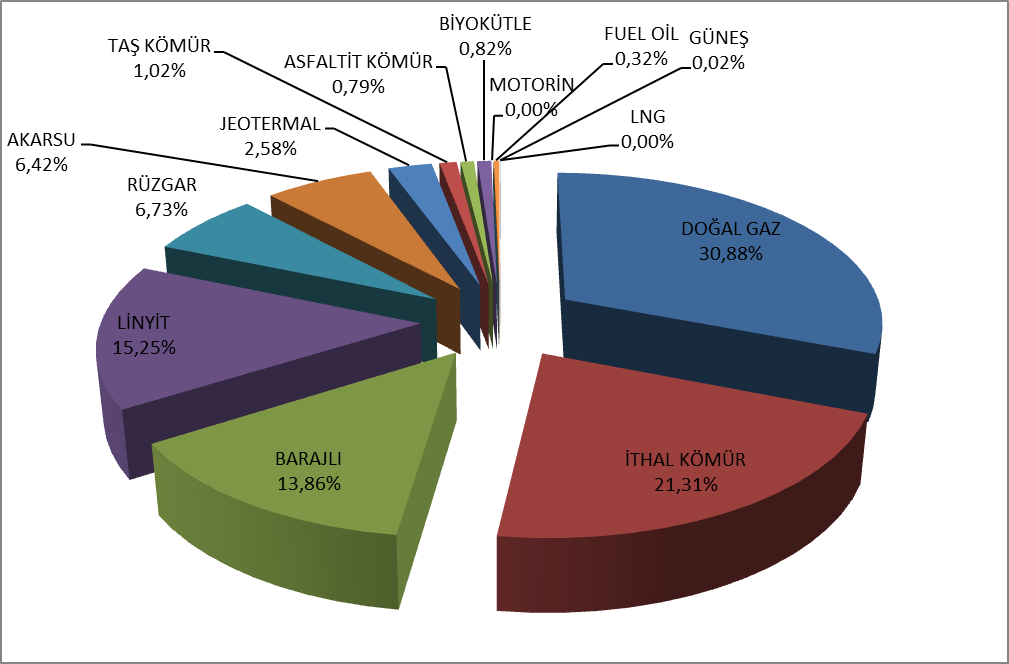 BİYOKÜTLE
0,82%
FUEL OİL
0,32%
GÜNEŞ
0,02%
TAŞ KÖMÜR
1,02%
ASFALTİT KÖMÜR
0,79%
MOTORİN
0,00%
LNG
0,00%
JEOTERMAL
2,58%
AKARSU
6,42%
RÜZGAR
6,73%
DOĞAL GAZ
30,88%
LİNYİT
15,25%
BARAJLI
13,86%
İTHAL KÖMÜR
21,31%